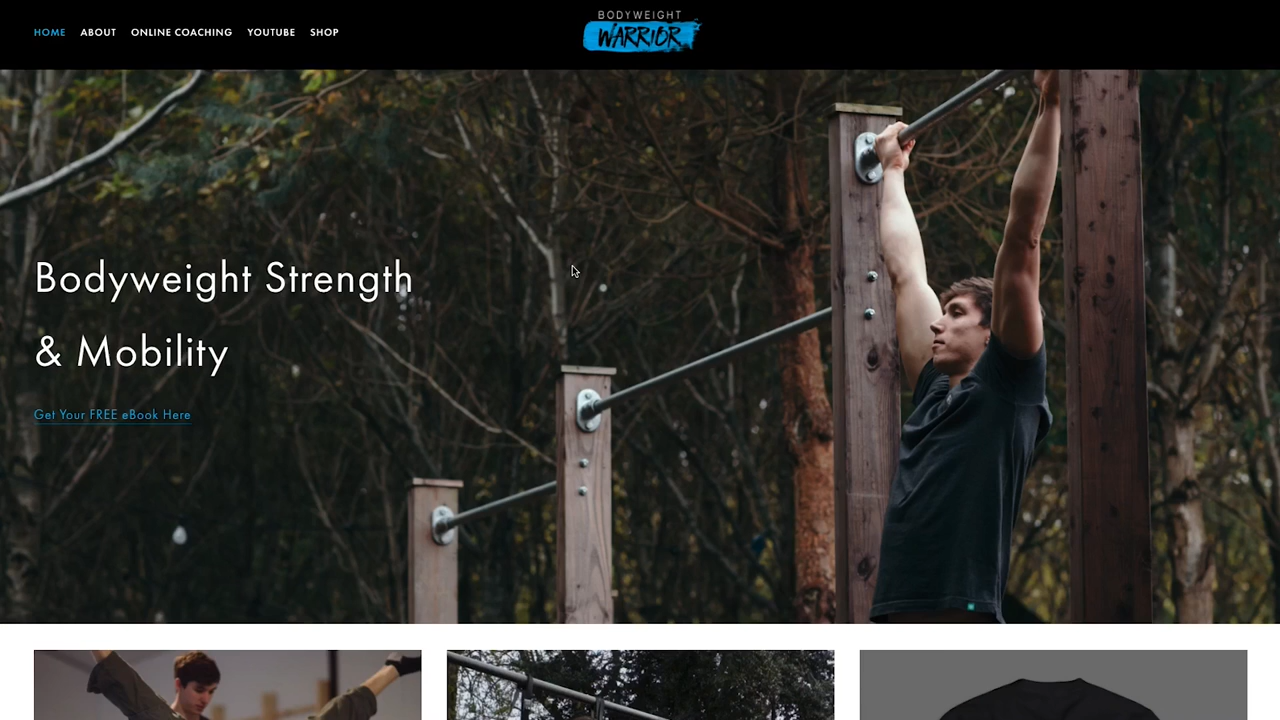 HOME ABOUT ONLINE COACHING YOUTUBE SHOP
BODYWEIGHT
WARRIOR
Bodyweight Strength
& Mobility
Get Your FREE eBook Here